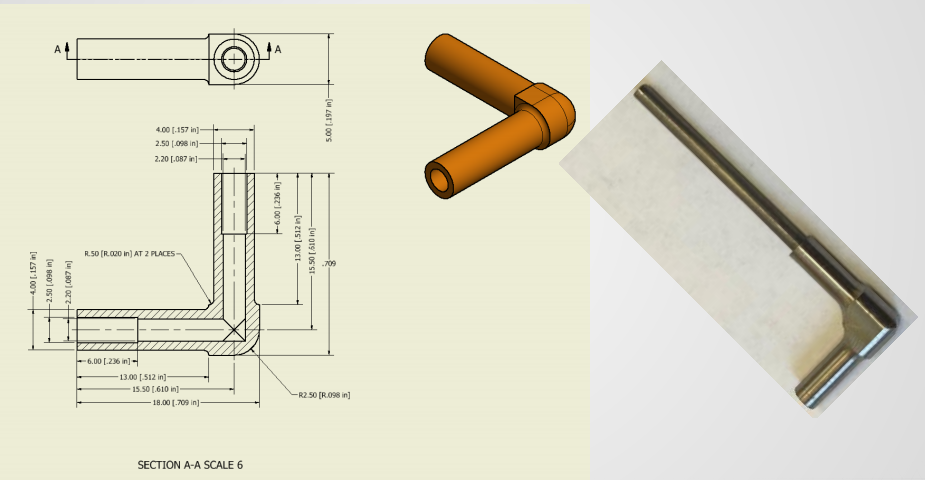 A
A
5.00 [.197 in]
4.00 [.157 in]
2.50 [.098 in]
2.20 [.087 in]
6.00 [.236 in]
13.00 [.512 in]
15.50 [.610 in]
.709
R.50 [R.020 in] AT 2 PLACES
4.00 [.157 in]
2.50 [.098 in]
2.20 [.087 in]
6.00 [.236 in]
13.00 [.512 in]
15.50 [.610 in]
18.00 [.709 in]
R2.50 [R.098 in]
SECTION A-A SCALE 6